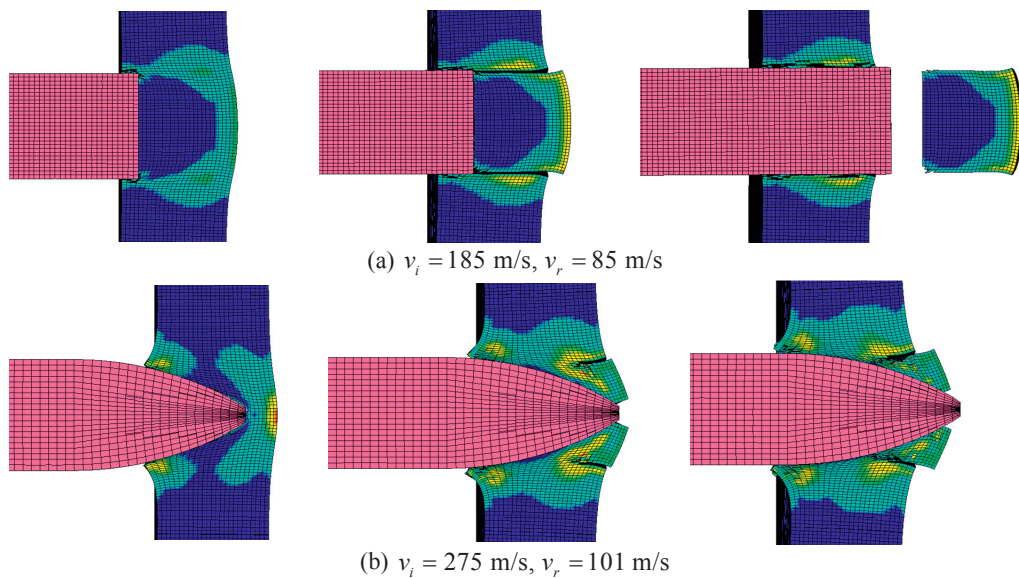 (a) v_i = 185 m/s, v_r = 85 m/s
(b) v_i = 275 m/s, v_r = 101 m/s